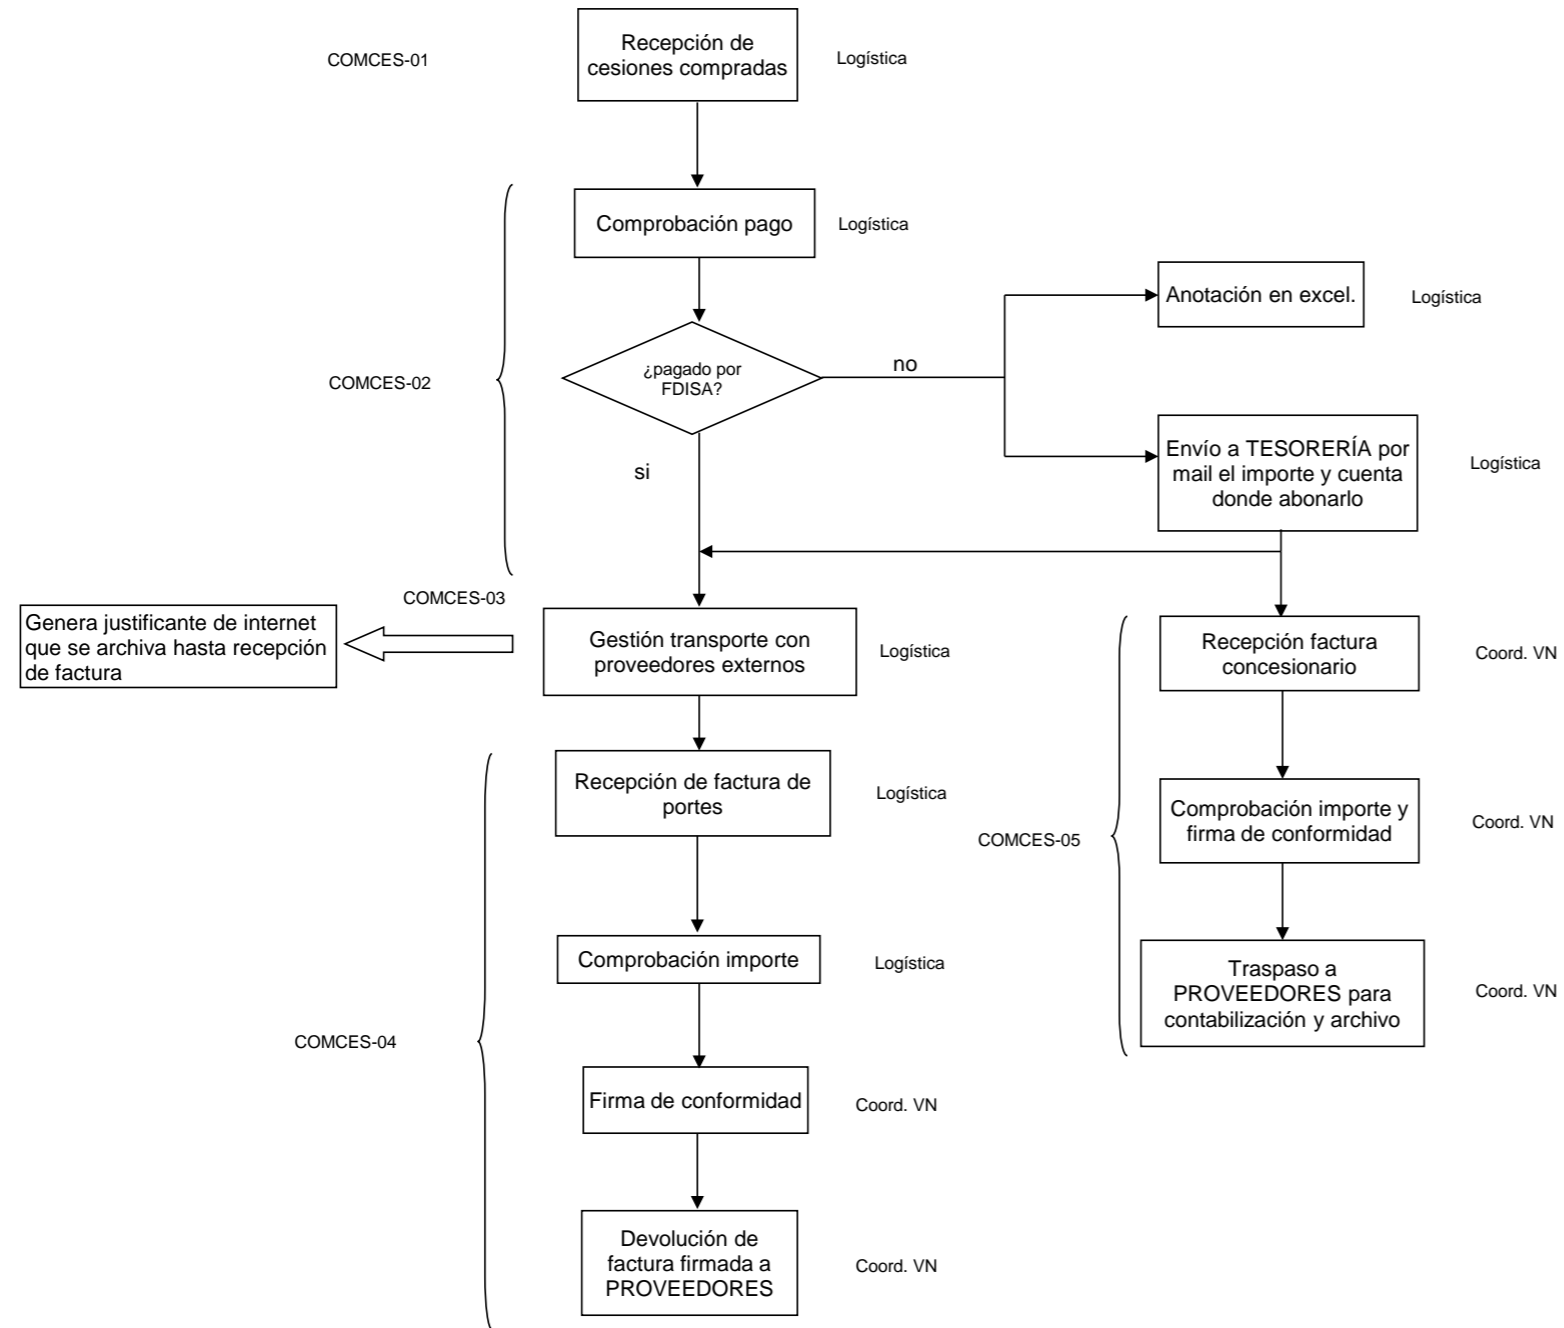 COMCES-01
Recepción de
cesiones compradas
Logística
Comprobación pago
Logística
Anotación en excel.
Logística
COMCES-02
¿pagado por
FDISA?
no
si
Envío a TESORERÍA por
mail el importe y cuenta
donde abonarlo
Logística
COMCES-03
Genera justificante de internet
que se archiva hasta recepción
de factura
Gestión transporte con
proveedores externos
Logística
Recepción factura
concesionario
Coord. VN
Recepción de factura de
portes
Logística
COMCES-05
Comprobación importe y
firma de conformidad
Coord. VN
Comprobación importe
Logística
Traspaso a
PROVEEDORES para
contabilización y archivo
Coord. VN
COMCES-04
Firma de conformidad
Coord. VN
Devolución de
factura firmada a
PROVEEDORES
Coord. VN